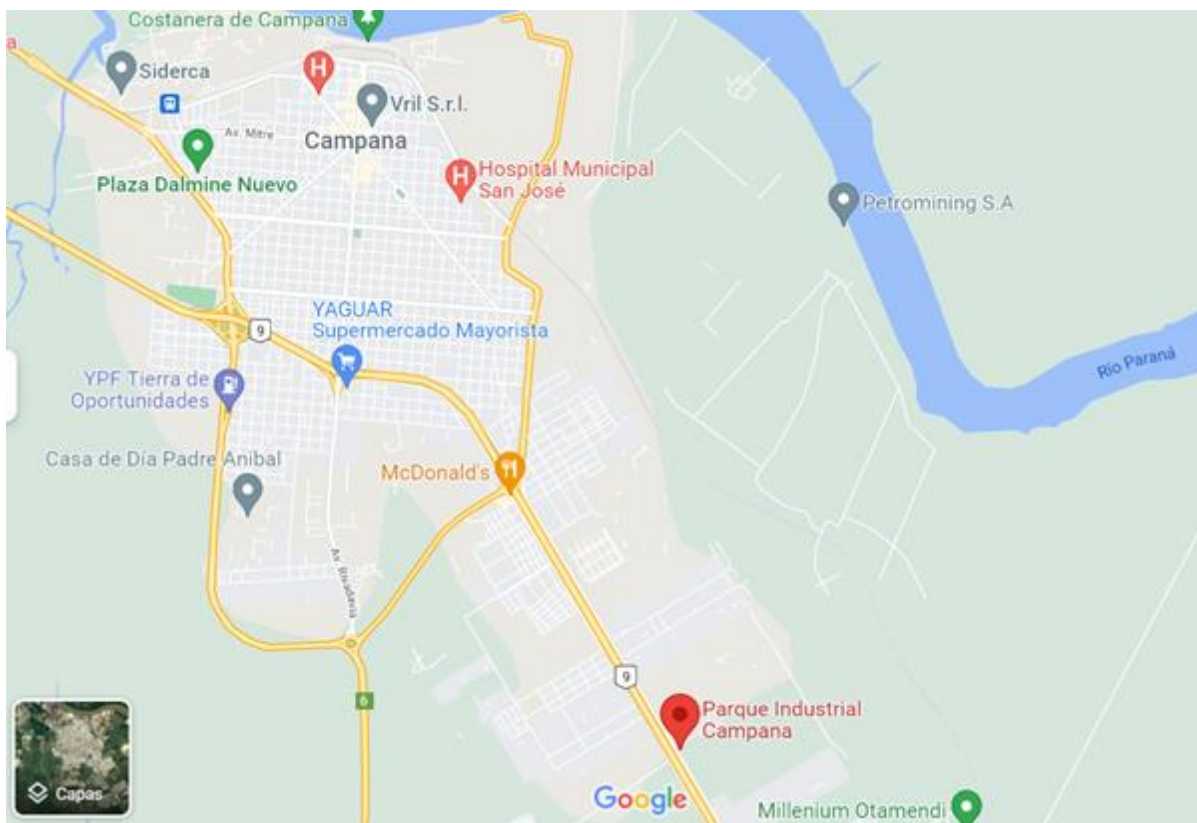 Costanera de Campana
a
Siderca
H
Vril S.r.l.
Av. Mitre
Campana
Plaza Dalmine Nuevo
H
Hospital Municipal
San José
Petromining S.A
9
YAGUAR
Supermercado Mayorista
Río Paraná
YPF Tierra de
Oportunidades
Casa de Día Padre Anibal
McDonald's
Av. Rivadavia
9
6
Parque Industrial
Campana
Capas
Google
Millenium Otamendi